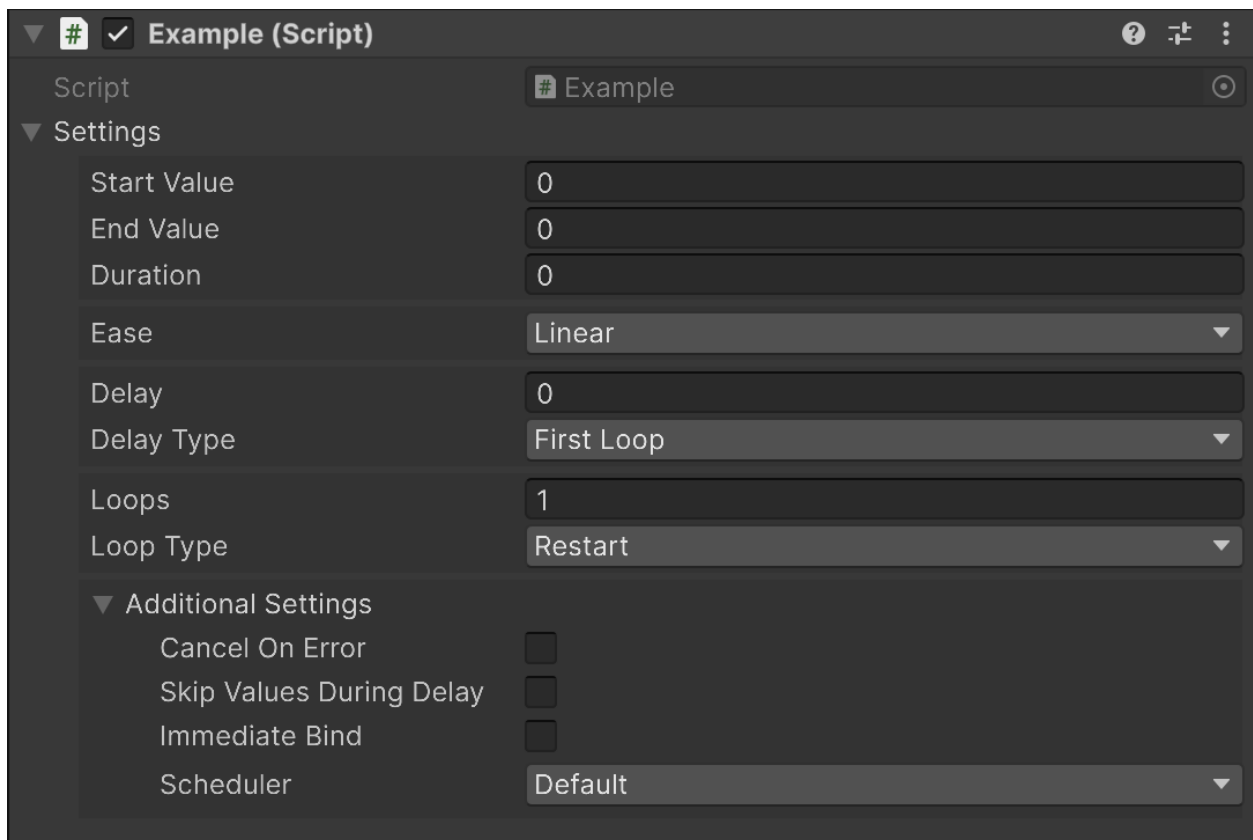 # Example (Script)
Script # Example
Settings
Start Value 0
End Value 0
Duration 0
Ease Linear
Delay 0
Delay Type First Loop
Loops 1
Loop Type Restart
Additional Settings
Cancel On Error
Skip Values During Delay
Immediate Bind
Scheduler Default